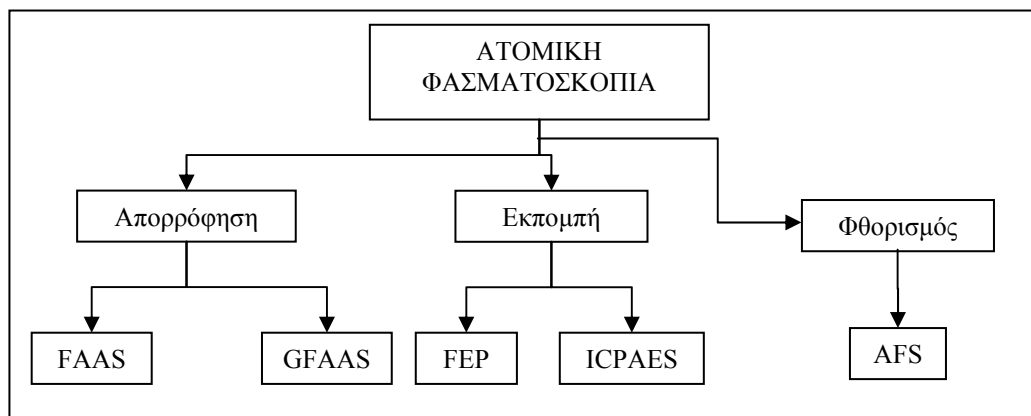 ΑΤΟΜΙΚΗ
ΦΑΣΜΑΤΟΣΚΟΠΙΑ
Απορρόφηση
Εκπομπή
Φθορισμός
FAAS
GFAAS
FEP
ICPAES
AFS